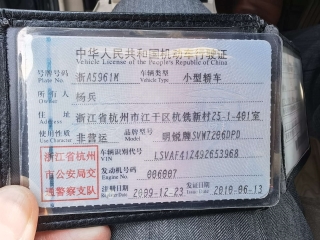 中华人民共和国机动车行驶证
Vehicle License of the People's Republic of China
号牌号码 浙A5961M 车辆类型 小型轿车
Plate No. Vehicle Type
所有人 杨兵
Owner
住址 浙江省杭州市江干区杭铁新村25-1-401室
Address
使用性质 非营运 品牌型号 明锐牌SVW7206DPD
Use Character Model
浙江省杭州市公安局交通警察支队
车辆识别代号 LSVAF41Z492653968
VIN
发动机号码 006007
Engine No.
注册日期 2009-12-23 发证日期 2010-06-13
Register Date Issue Date